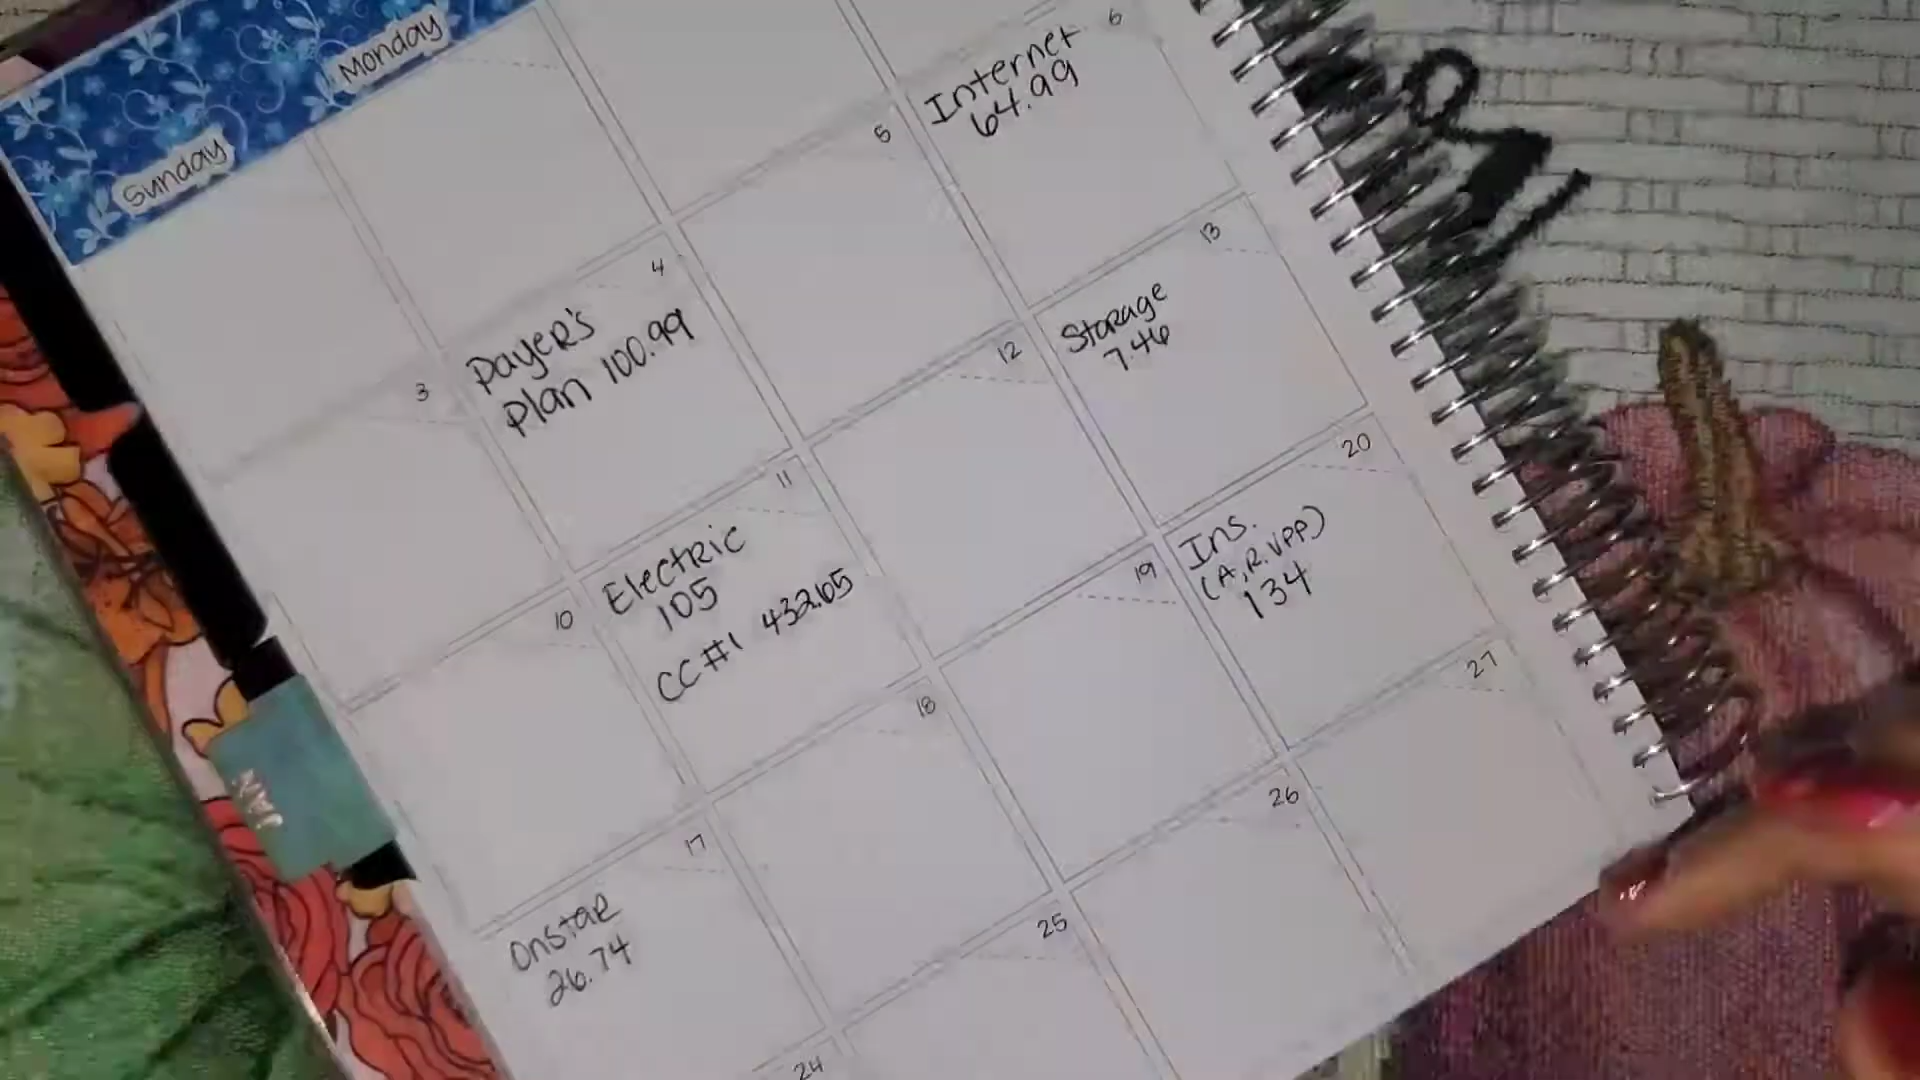 Sunday
Monday
6
Internet
64.99
5
4
Payer's
Plan 100.99
3
13
Storage
7.46
12
11
Electric
105
CC#1 432.05
10
20
Ins.
(A,R.VPP)
134
19
18
17
Onstar
26.74
27
26
25
24
JAN